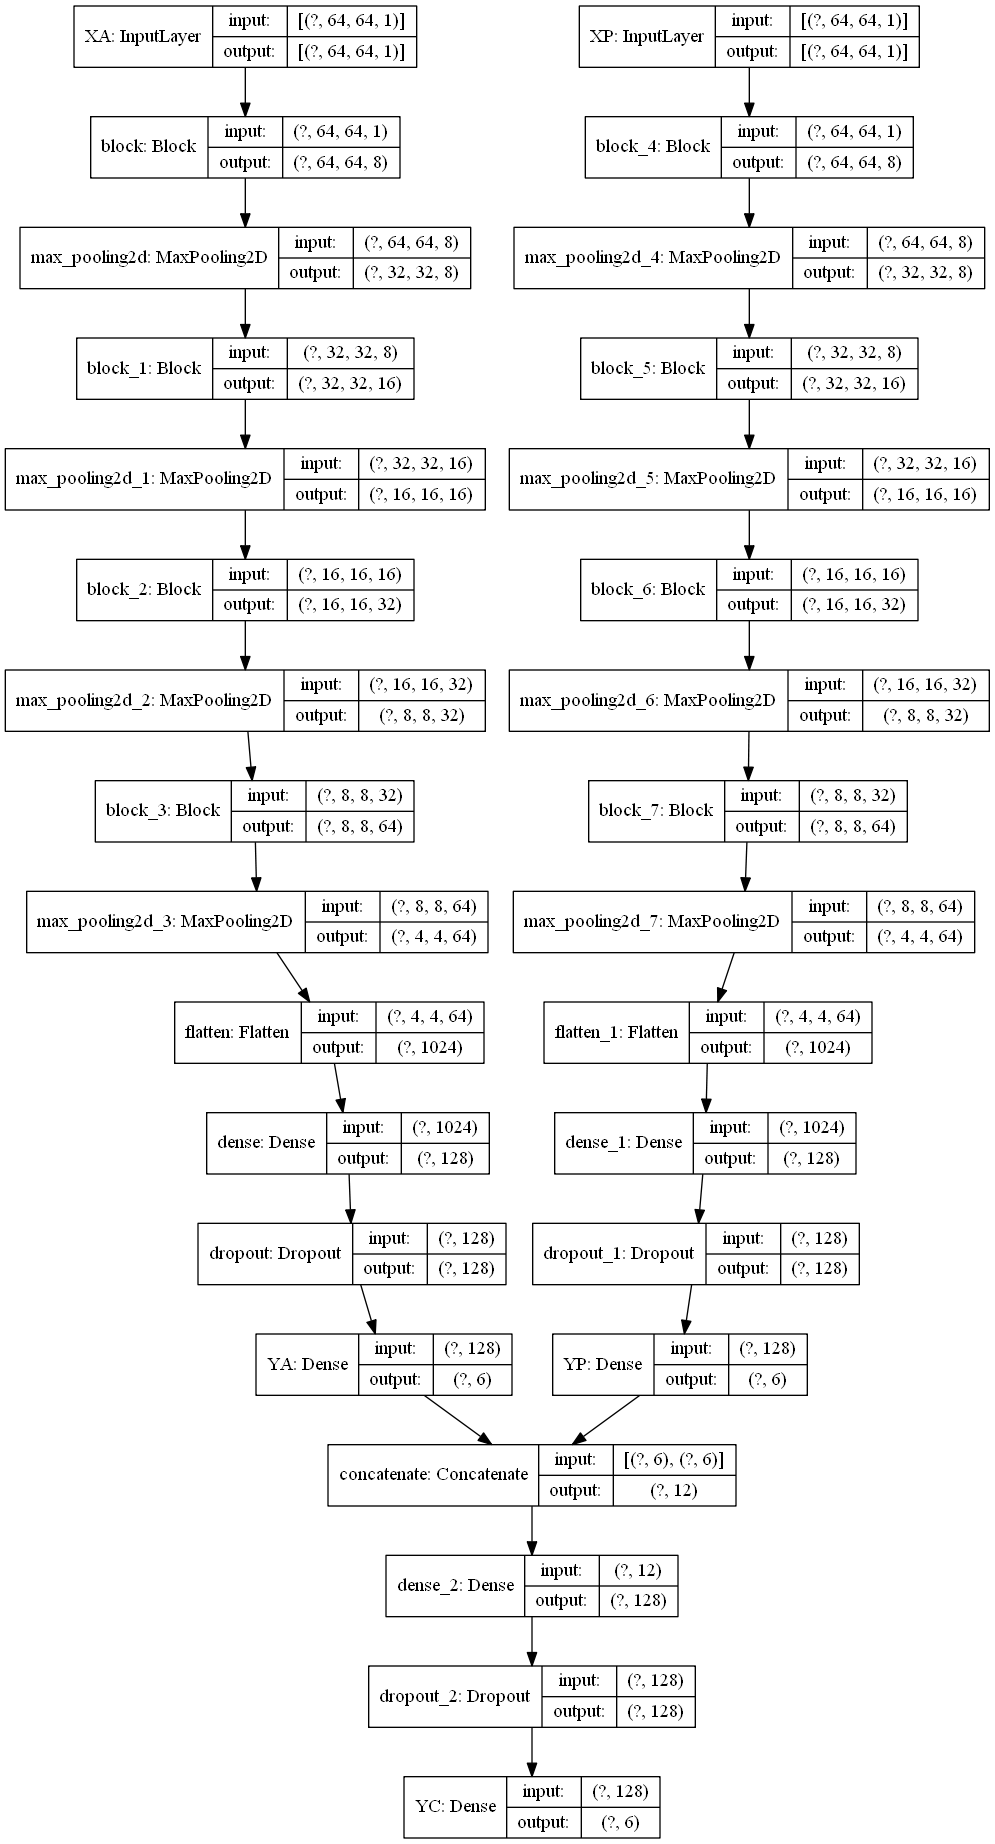 XA: InputLayer input: [(?, 64, 64, 1)]
output: [(?, 64, 64, 1)]
XP: InputLayer input: [(?, 64, 64, 1)]
output: [(?, 64, 64, 1)]
block: Block input: (?, 64, 64, 1)
output: (?, 64, 64, 8)
block_4: Block input: (?, 64, 64, 1)
output: (?, 64, 64, 8)
max_pooling2d: MaxPooling2D input: (?, 64, 64, 8)
output: (?, 32, 32, 8)
max_pooling2d_4: MaxPooling2D input: (?, 64, 64, 8)
output: (?, 32, 32, 8)
block_1: Block input: (?, 32, 32, 8)
output: (?, 32, 32, 16)
block_5: Block input: (?, 32, 32, 8)
output: (?, 32, 32, 16)
max_pooling2d_1: MaxPooling2D input: (?, 32, 32, 16)
output: (?, 16, 16, 16)
max_pooling2d_5: MaxPooling2D input: (?, 32, 32, 16)
output: (?, 16, 16, 16)
block_2: Block input: (?, 16, 16, 16)
output: (?, 16, 16, 32)
block_6: Block input: (?, 16, 16, 16)
output: (?, 16, 16, 32)
max_pooling2d_2: MaxPooling2D input: (?, 16, 16, 32)
output: (?, 8, 8, 32)
max_pooling2d_6: MaxPooling2D input: (?, 16, 16, 32)
output: (?, 8, 8, 32)
block_3: Block input: (?, 8, 8, 32)
output: (?, 8, 8, 64)
block_7: Block input: (?, 8, 8, 32)
output: (?, 8, 8, 64)
max_pooling2d_3: MaxPooling2D input: (?, 8, 8, 64)
output: (?, 4, 4, 64)
max_pooling2d_7: MaxPooling2D input: (?, 8, 8, 64)
output: (?, 4, 4, 64)
flatten: Flatten input: (?, 4, 4, 64)
output: (?, 1024)
flatten_1: Flatten input: (?, 4, 4, 64)
output: (?, 1024)
dense: Dense input: (?, 1024)
output: (?, 128)
dense_1: Dense input: (?, 1024)
output: (?, 128)
dropout: Dropout input: (?, 128)
output: (?, 128)
dropout_1: Dropout input: (?, 128)
output: (?, 128)
YA: Dense input: (?, 128)
output: (?, 6)
YP: Dense input: (?, 128)
output: (?, 6)
concatenate: Concatenate input: [(?, 6), (?, 6)]
output: (?, 12)
dense_2: Dense input: (?, 12)
output: (?, 128)
dropout_2: Dropout input: (?, 128)
output: (?, 128)
YC: Dense input: (?, 128)
output: (?, 6)